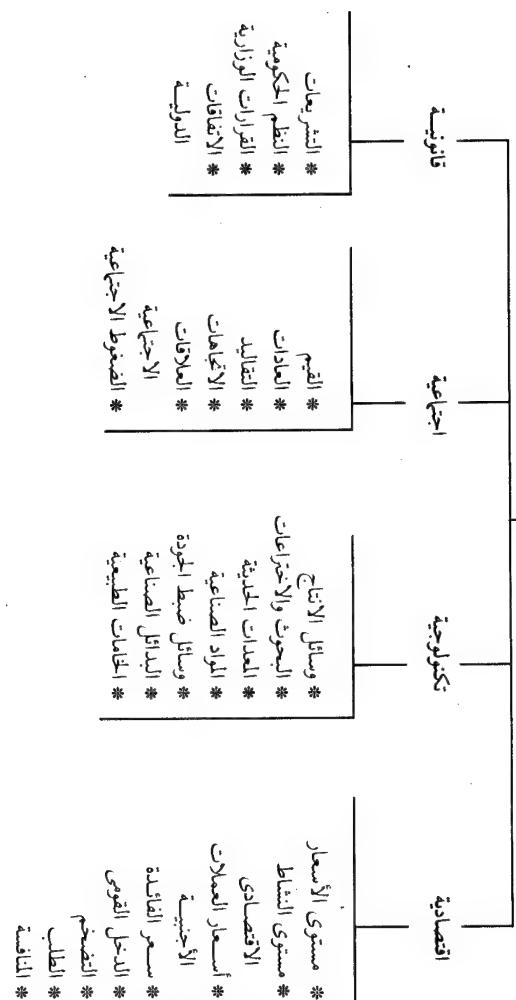 اقتصادية
* مستوى الأسعار
* مستوى النشاط
الاقتصادى
* أسعار العملات
الأجنبية
* سعر الفائدة
* الدخل القومى
* التضخم
* الطلب
* المنافسة
تكنولوجية
* وسائل الانتاج
* البحوث والاختراعات
* المعدات الحديثة
* المواد الصناعية
* وسائل ضبط الجودة
* البدائل الصناعية
* الخامات الطبيعية
اجتماعية
* القيم
* العادات
* التقاليد
* الاتجاهات
* العلاقات
الاجتماعية
* الضغوط الاجتماعية
قانونية
* التشريعات
* النظم الحكومية
* القرارات الوزارية
* الاتفاقات
الدولية